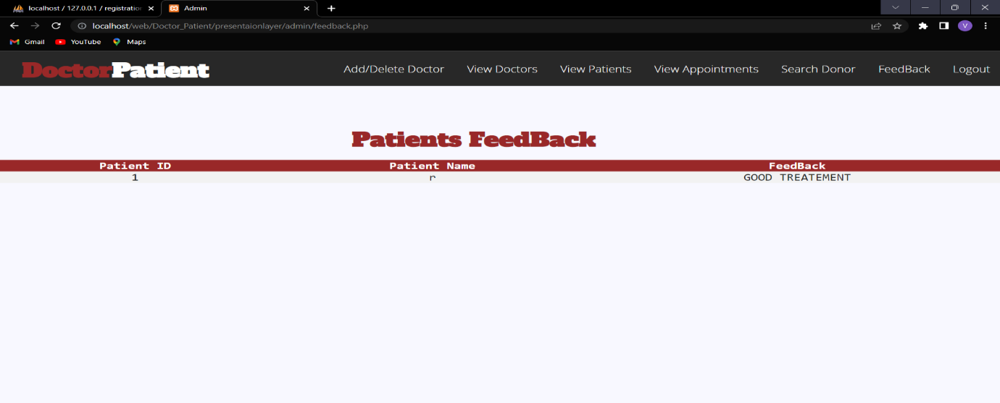 localhost / 127.0.0.1 / registration
Admin
localhost/web/Doctor_Patient/presentaionlayer/admin/feedback.php
V
Gmail YouTube Maps
DoctorPatient
Add/Delete Doctor View Doctors View Patients View Appointments Search Donor FeedBack Logout
Patients FeedBack
Patient ID Patient Name FeedBack
1 r GOOD TREATEMENT